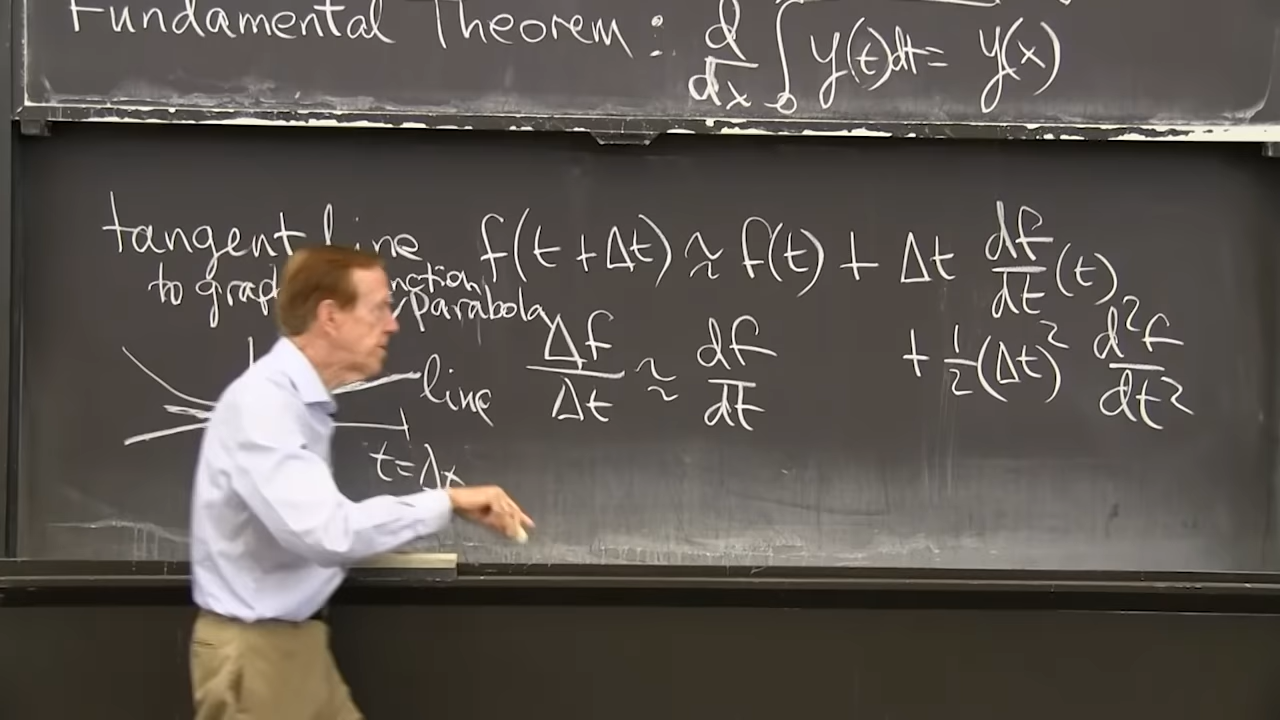 Fundamental Theorem : d/dx ∫₀ y(t)dt = y(x)
tangent line f(t + Δt) ≈ f(t) + Δt df/dt (t)
to parabola
Δf/Δt ≈ df/dt + 1/2 (Δt)² d²f/dt²
line
t = Δx